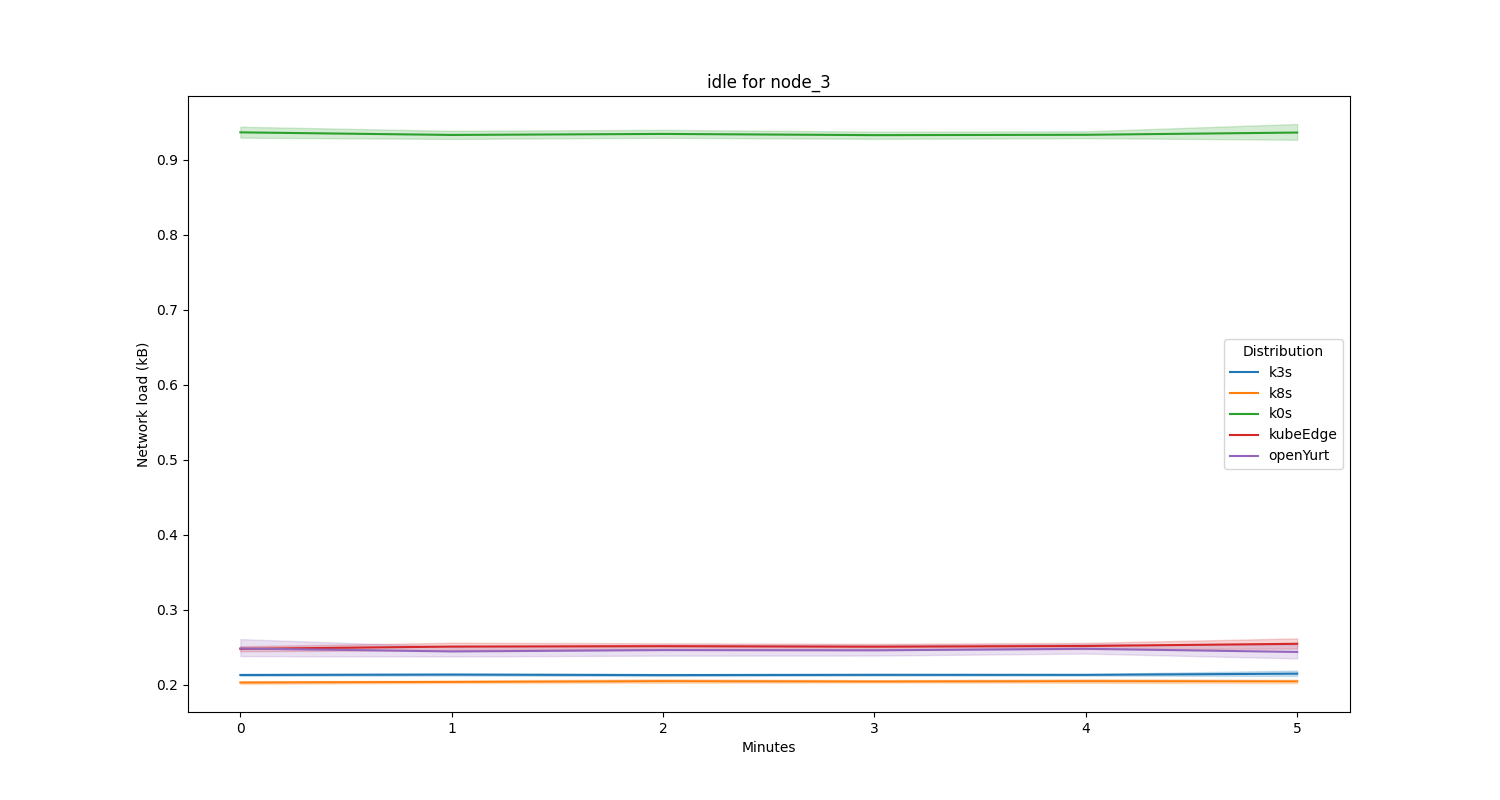 idle for node_3
Network load (kB)
0.9
0.8
0.7
0.6
0.5
0.4
0.3
0.2
Distribution
k3s
k8s
k0s
kubeEdge
openYurt
0 1 2 3 4 5
Minutes